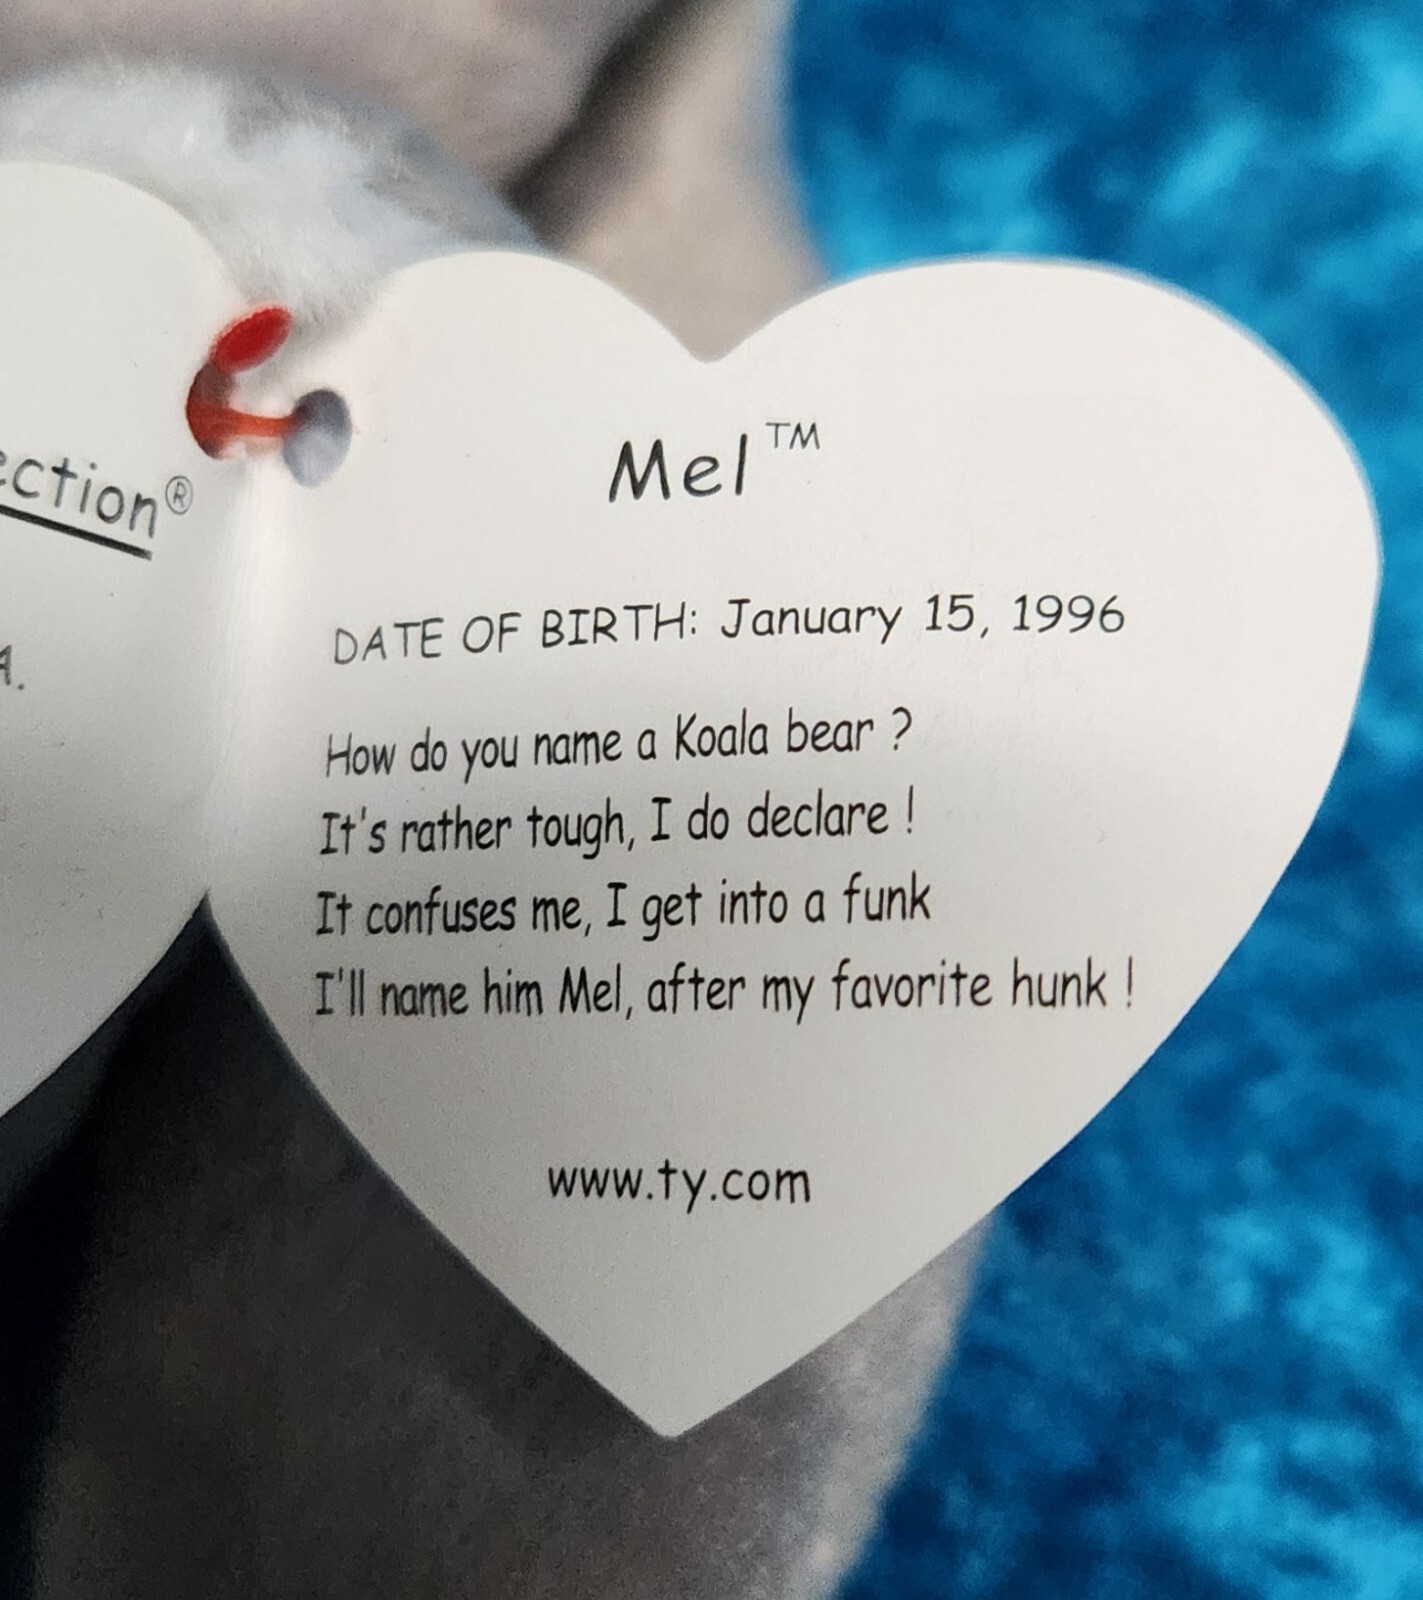 ection®
A.
Mel™
DATE OF BIRTH: January 15, 1996
How do you name a Koala bear ?
It's rather tough, I do declare !
It confuses me, I get into a funk
I'll name him Mel, after my favorite hunk !
www.ty.com